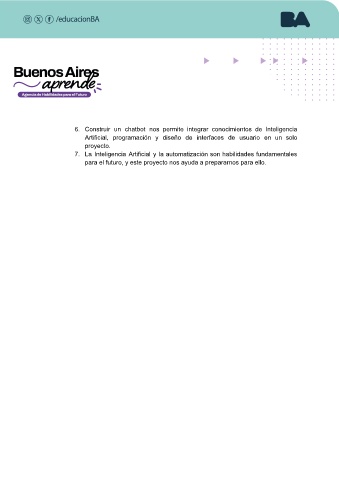 /educacionBA
BA
Buenos Aires
aprende
Agencia de Habilidades para el Futuro
6. Construir un chatbot nos permite integrar conocimientos de Inteligencia
Artificial, programación y diseño de interfaces de usuario en un solo
proyecto.
7. La Inteligencia Artificial y la automatización son habilidades fundamentales
para el futuro, y este proyecto nos ayuda a prepararnos para ello.